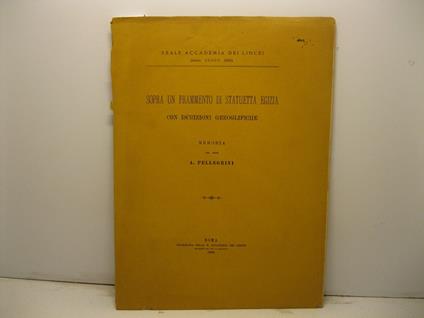 REALE ACCADEMIA DEI LINCEI
SOPRA UN FRAMMENTO DI STATUETTA EGIZIA
CON ISCRIZIONI GEROGLIFICHE
MEMORIA
A. PELLEGRINI
ROMA